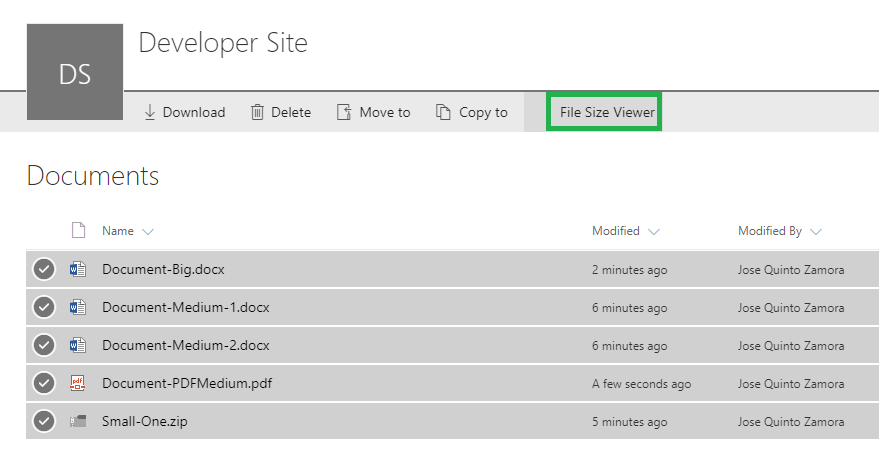 Developer Site
DS
Download Delete Move to Copy to File Size Viewer
Documents
Name Modified Modified By
Document-Big.docx 2 minutes ago Jose Quinto Zamora
Document-Medium-1.docx 6 minutes ago Jose Quinto Zamora
Document-Medium-2.docx 6 minutes ago Jose Quinto Zamora
Document-PDFMedium.pdf A few seconds ago Jose Quinto Zamora
Small-One.zip 5 minutes ago Jose Quinto Zamora